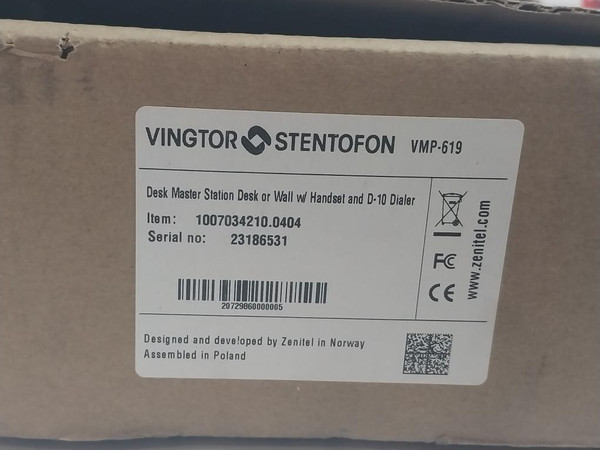 VINGTOR STENTOFON VMP-619
Desk Master Station Desk or Wall w/ Handset and D-10 Dialer
Item: 1007034210.0404
Serial no: 23186531
20729860000005
FC
CE
www.zenitel.com
Designed and developed by Zenitel in Norway
Assembled in Poland